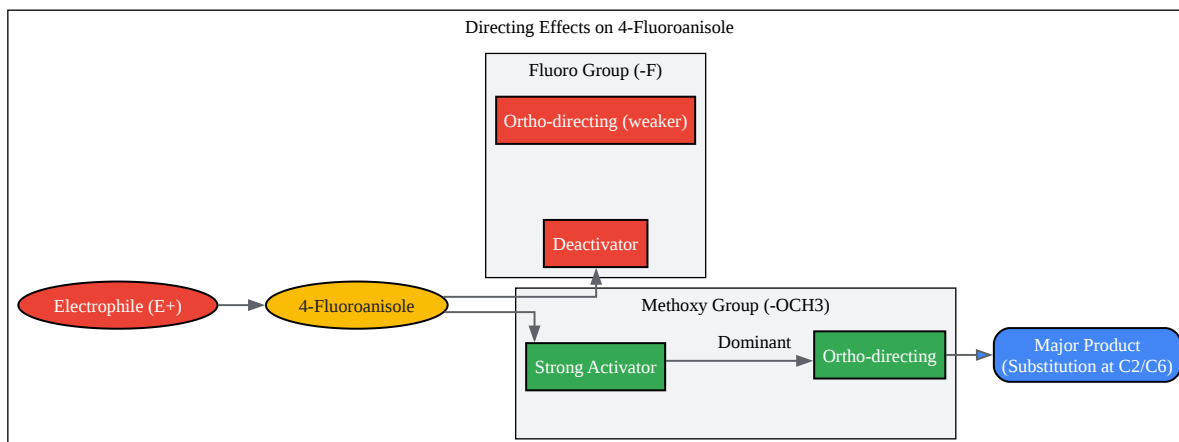 Directing Effects on 4-Fluoroanisole
Fluoro Group (-F)
Ortho-directing (weaker)
Deactivator
Electrophile (E+)
4-Fluoroanisole
Methoxy Group (-OCH3)
Strong Activator
Dominant
Ortho-directing
Major Product
(Substitution at C2/C6)